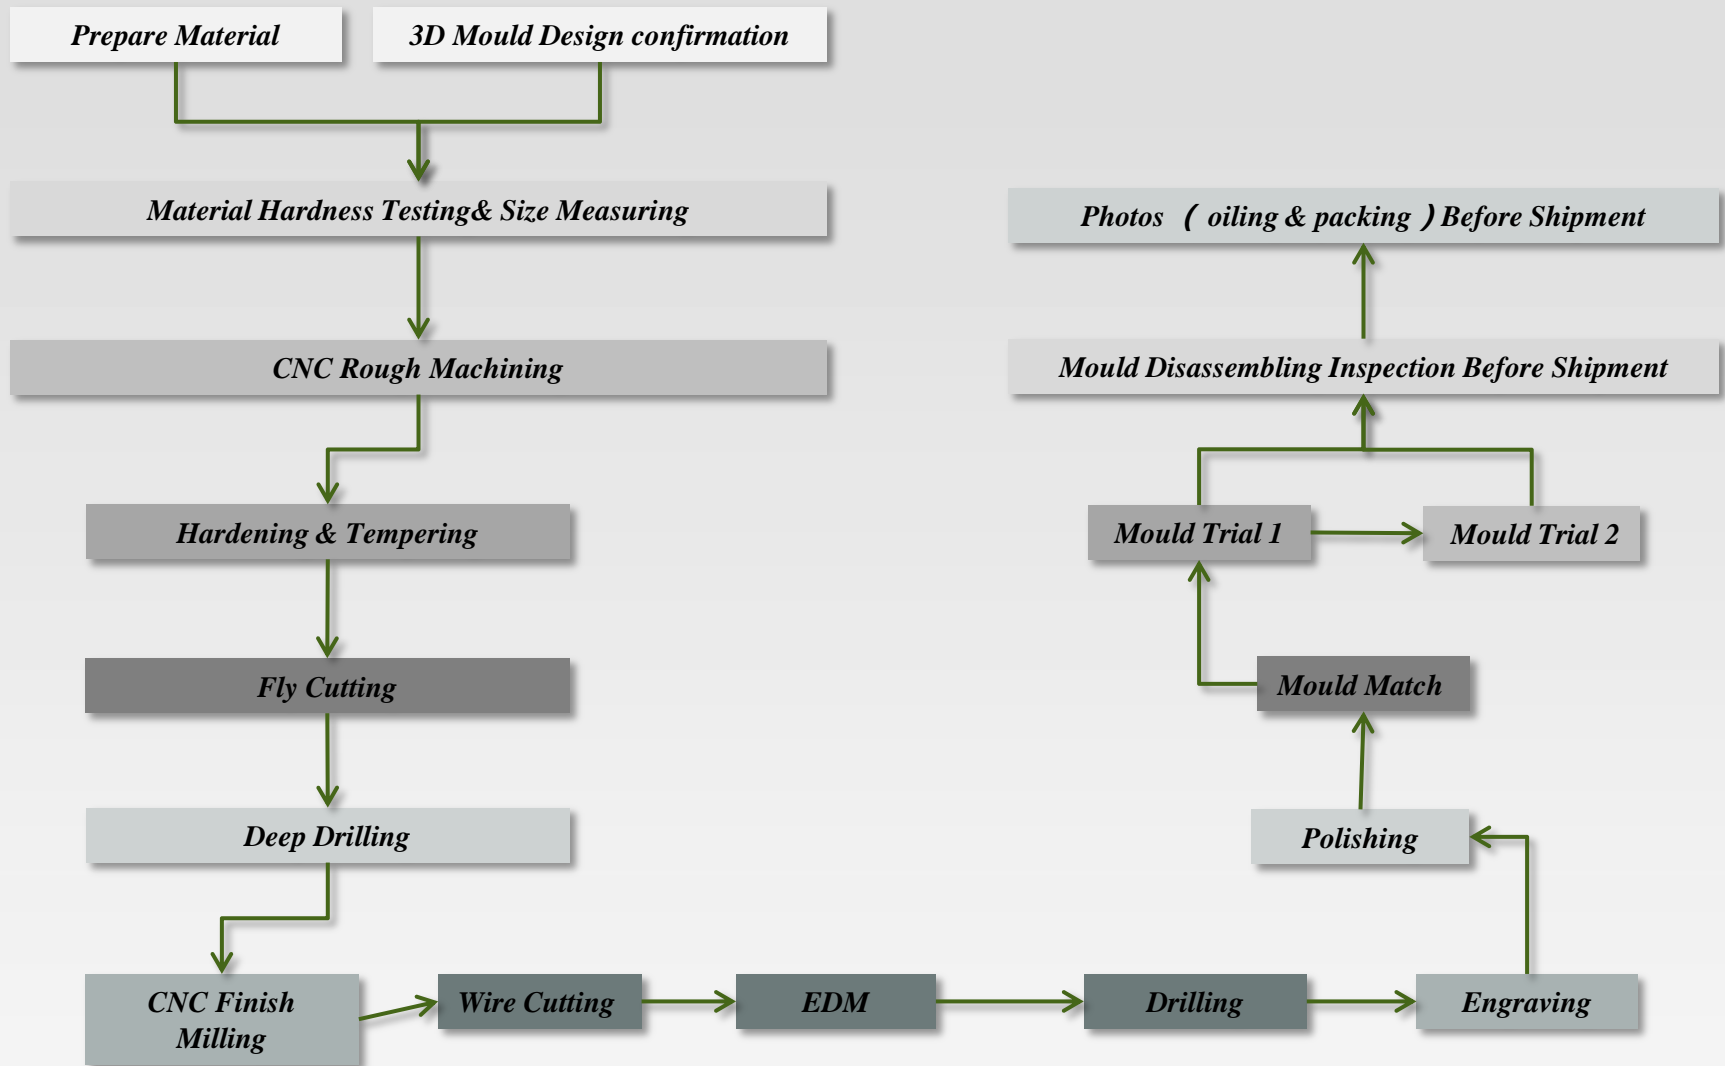 Prepare Material
3D Mould Design confirmation
Material Hardness Testing& Size Measuring
CNC Rough Machining
Hardening & Tempering
Fly Cutting
Deep Drilling
CNC Finish
Milling
Wire Cutting
EDM
Drilling
Engraving
Polishing
Mould Match
Mould Trial 1
Mould Trial 2
Mould Disassembling Inspection Before Shipment
Photos （ oiling & packing ）Before Shipment